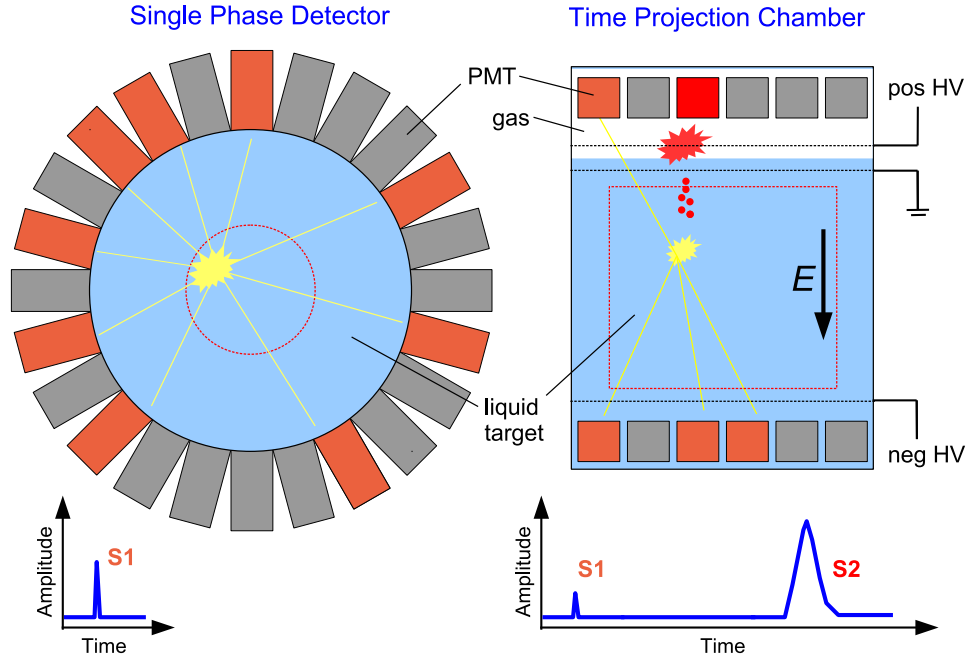 Single Phase Detector
Time Projection Chamber
PMT
gas
pos HV
E
liquid
target
neg HV
Amplitude
S1
Time
Amplitude
S1
S2
Time